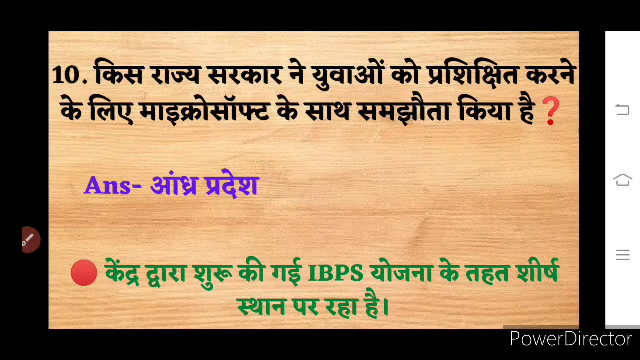 10. किस राज्य सरकार ने युवाओं को प्रशिक्षित करने
के लिए माइक्रोसॉफ्ट के साथ समझौता किया है❓
Ans- आंध्र प्रदेश
🔴 केंद्र द्वारा शुरू की गई IBPS योजना के तहत शीर्ष
स्थान पर रहा है।
PowerDirector